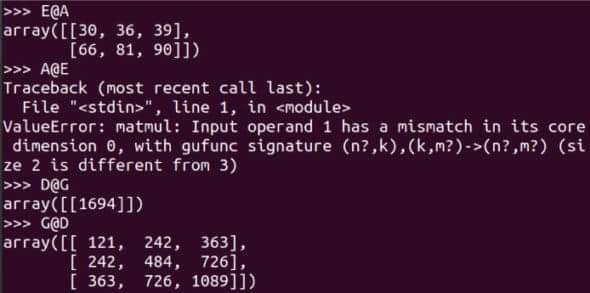 >>> E@A
array([[30, 36, 39],
       [66, 81, 90]])
>>> A@E
Traceback (most recent call last):
  File "<stdin>", line 1, in <module>
ValueError: matmul: Input operand 1 has a mismatch in its core
 dimension 0, with gufunc signature (n?,k),(k,m?)->(n?,m?) (si
ze 2 is different from 3)
>>> D@G
array([[1694]])
>>> G@D
array([[ 121,  242,  363],
       [ 242,  484,  726],
       [ 363,  726, 1089]])